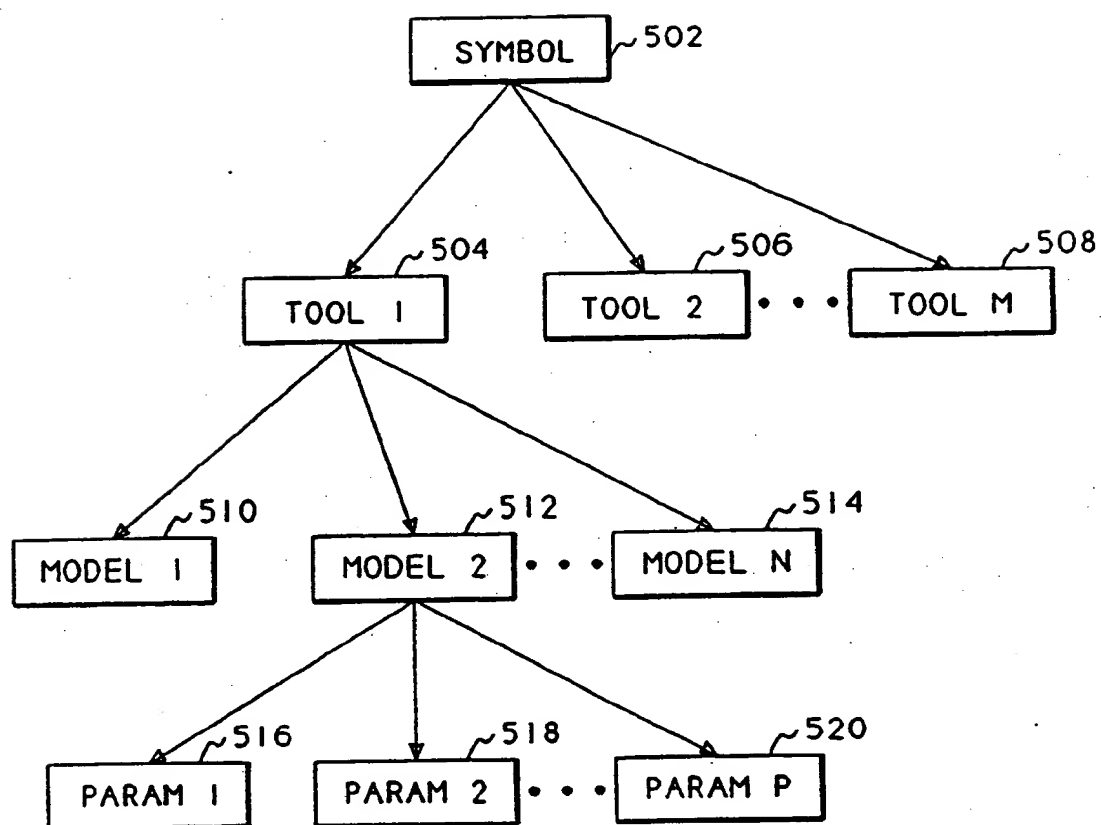 SYMBOL 502
504 506 508
TOOL 1 TOOL 2 • • • TOOL M
510 512 514
MODEL 1 MODEL 2 • • • MODEL N
516 518 520
PARAM 1 PARAM 2 • • • PARAM P